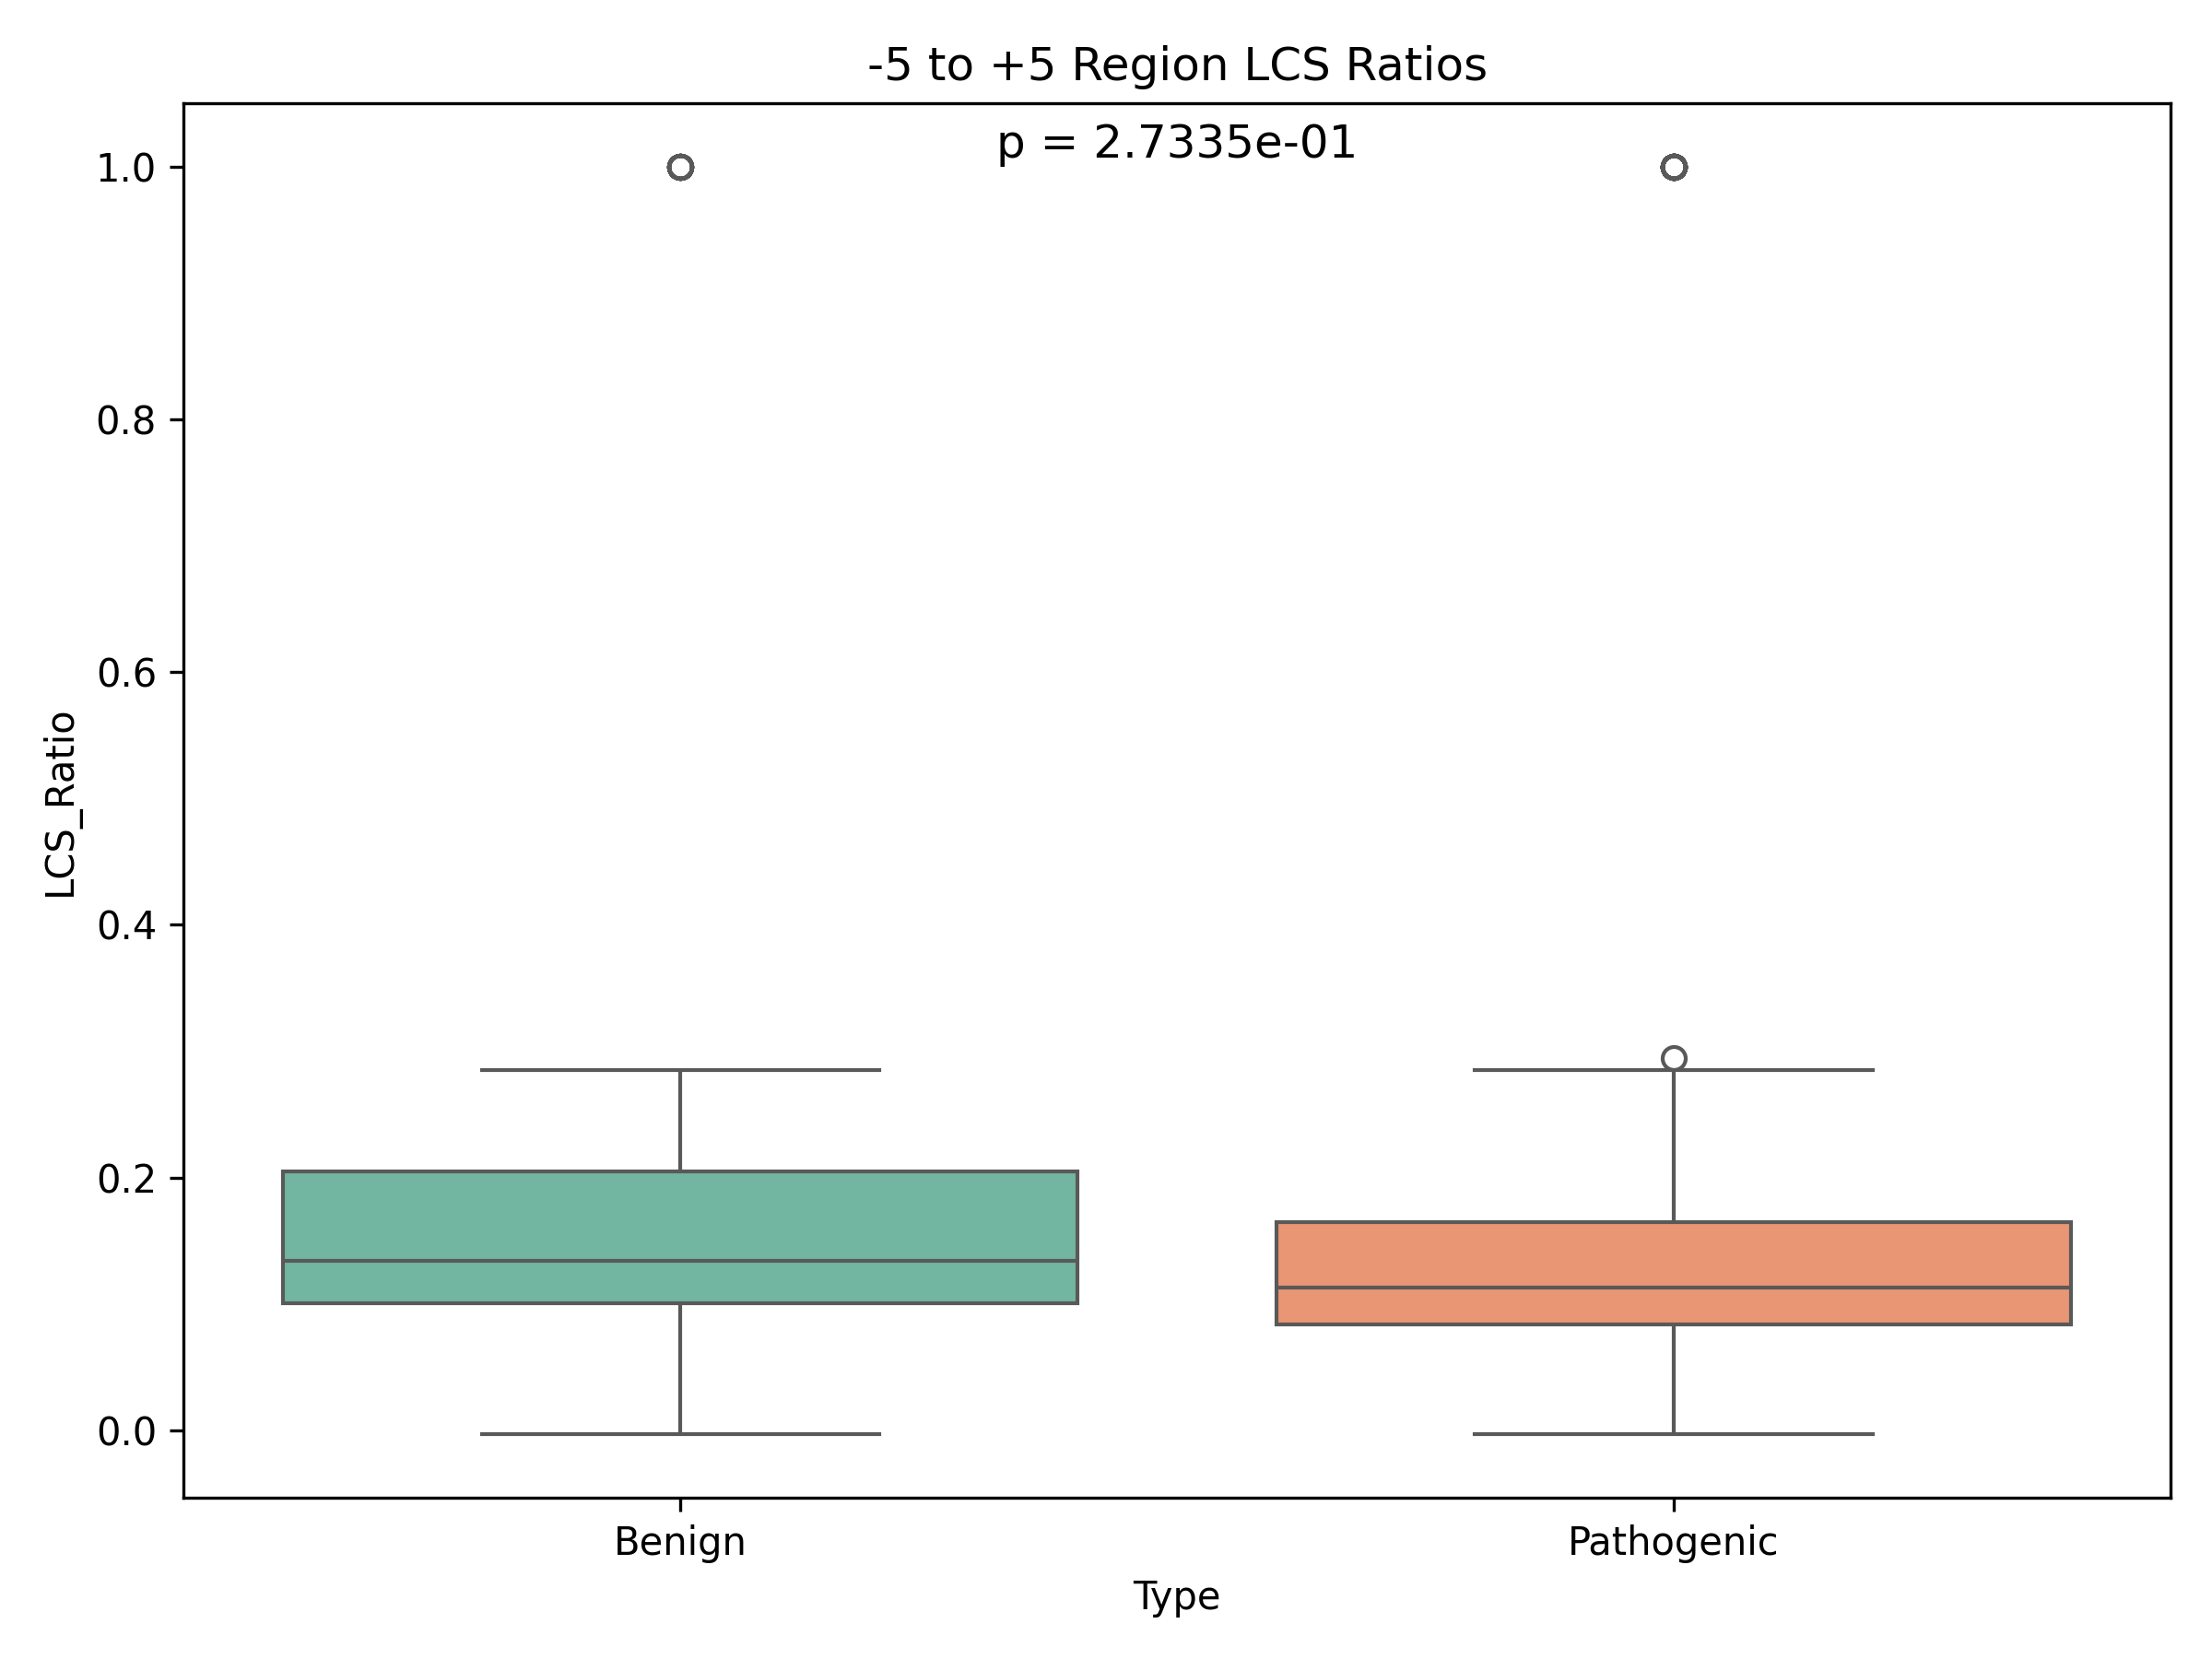 -5 to +5 Region LCS Ratios
p = 2.7335e-01
1.0
0.8
0.6
0.4
0.2
0.0
LCS_Ratio
Benign
Pathogenic
Type